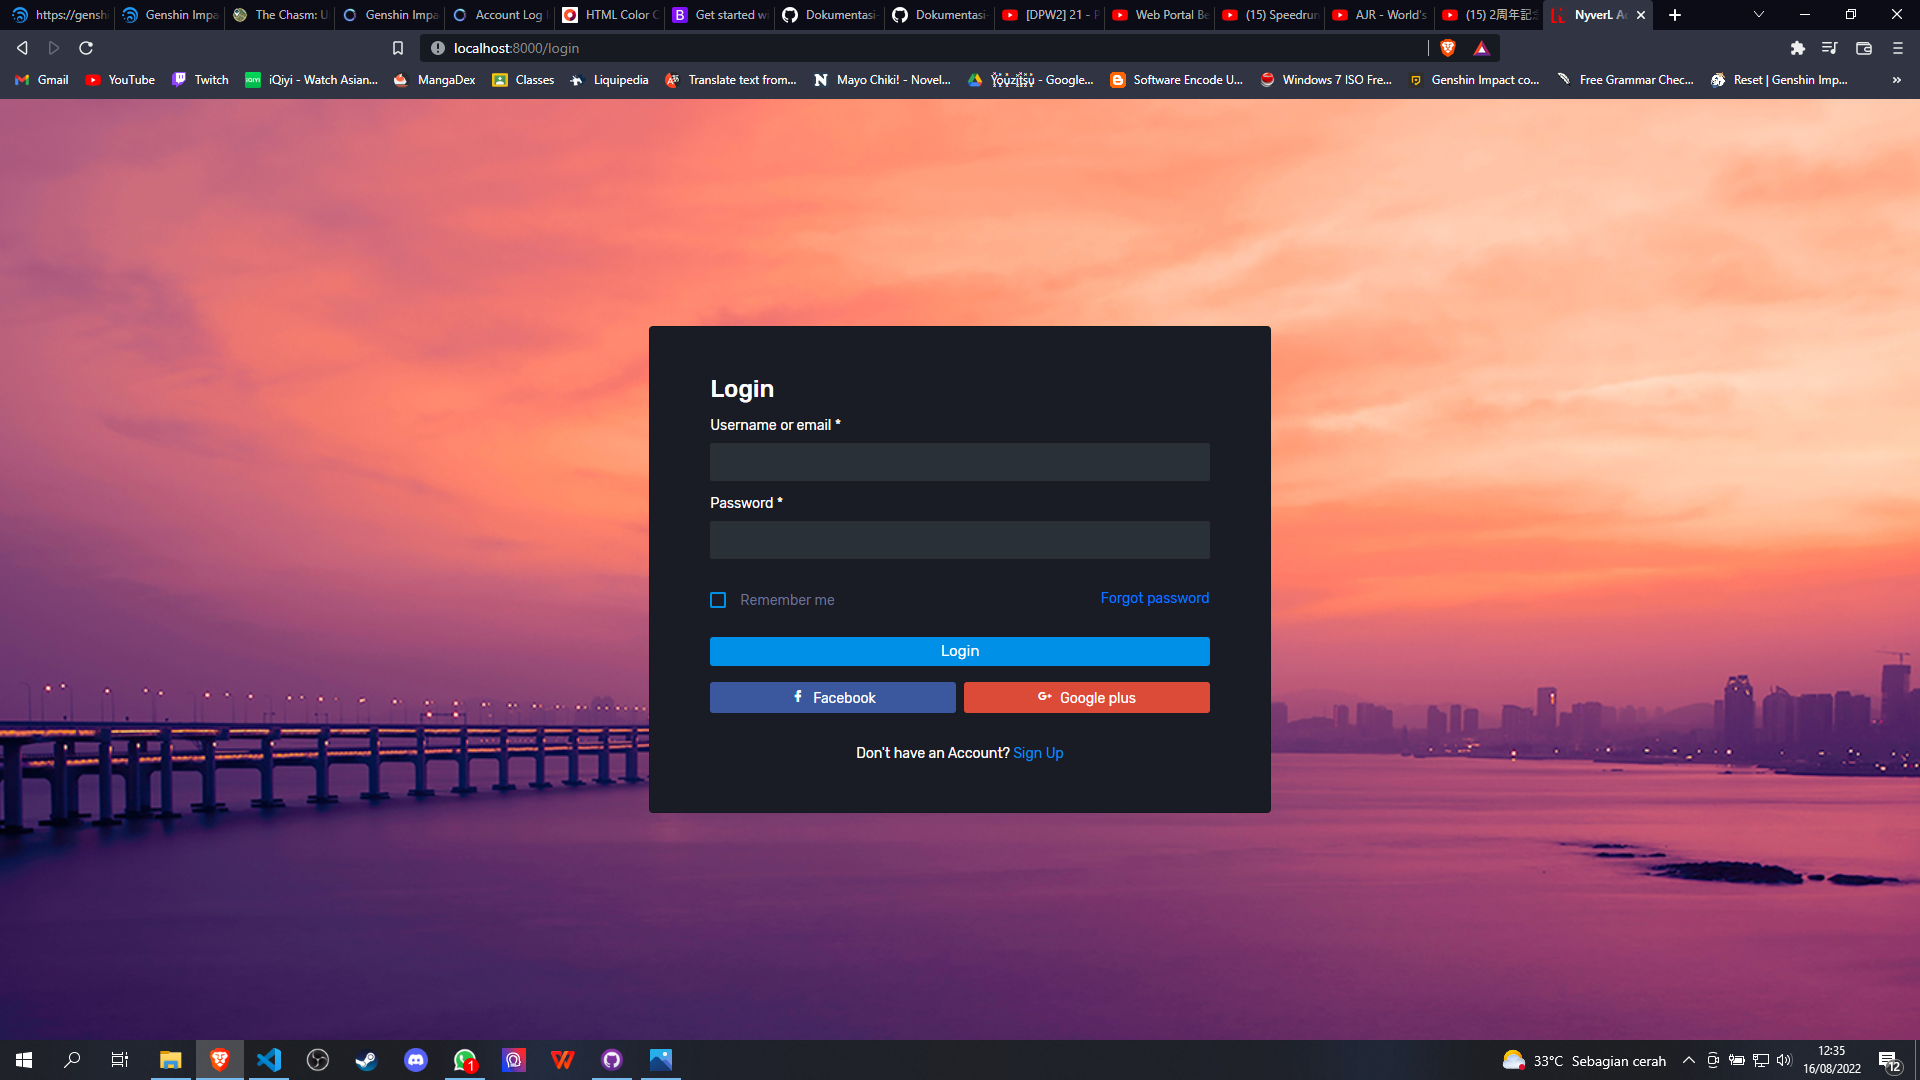 https://gensh
Genshin Impa
The Chasm: U
Genshin Impa
Account Log I
HTML Color C
Get started w
Dokumentasi-
Dokumentasi-
[DPW2] 21 - P
Web Portal Be
(15) Speedrun
AJR - World's
(15) 2周年記念
NyverL Ad
localhost:8000/login
Gmail
YouTube
Twitch
iQiyi - Watch Asian...
MangaDex
Classes
Liquipedia
Translate text from...
Mayo Chiki! - Novel...
- Google...
Software Encode U...
Windows 7 ISO Fre...
Genshin Impact co...
Free Grammar Chec...
Reset | Genshin Imp...
Login
Username or email *
Password *
Remember me
Forgot password
Login
Facebook
Google plus
Don't have an Account? Sign Up
1
33°C Sebagian cerah
12:35
16/08/2022
12